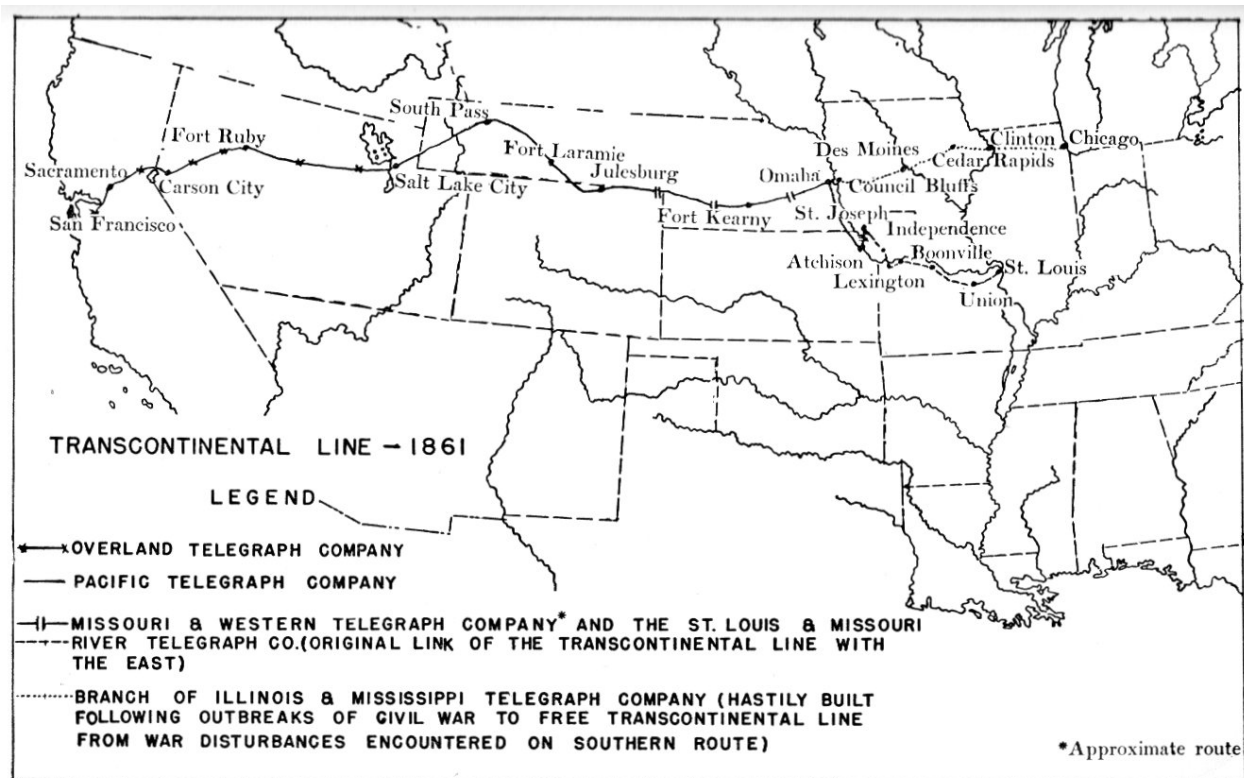 South Pass
Fort Ruby
Clinton
Chicago
Des Moines
Fort Laramie
Cedar Rapids
Sacramento
Julesburg
Omaha
Carson City
Salt Lake City
Council Bluffs
San Francisco
Fort Kearny
St. Joseph
Independence
Boonville
Atchison
St. Louis
Lexington
Union
TRANSCONTINENTAL LINE – 1861
LEGEND
OVERLAND TELEGRAPH COMPANY
PACIFIC TELEGRAPH COMPANY
MISSOURI & WESTERN TELEGRAPH COMPANY* AND THE ST. LOUIS & MISSOURI
RIVER TELEGRAPH CO.(ORIGINAL LINK OF THE TRANSCONTINENTAL LINE WITH
THE EAST)
BRANCH OF ILLINOIS & MISSISSIPPI TELEGRAPH COMPANY (HASTILY BUILT
FOLLOWING OUTBREAKS OF CIVIL WAR TO FREE TRANSCONTINENTAL LINE
FROM WAR DISTURBANCES ENCOUNTERED ON SOUTHERN ROUTE)
*Approximate route